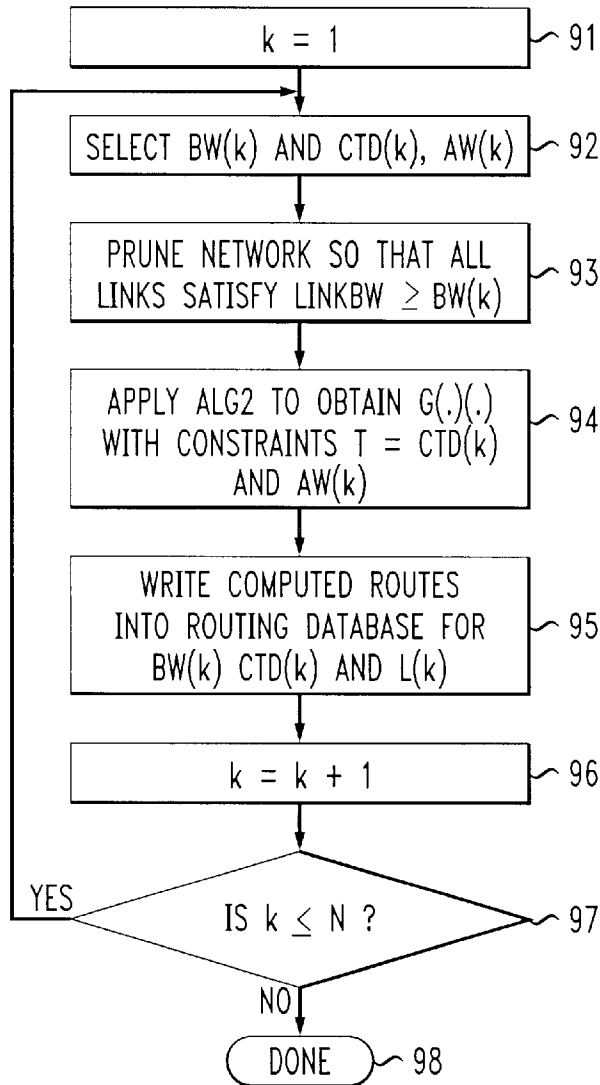 k = 1
91
SELECT BW(k) AND CTD(k), AW(k)
92
PRUNE NETWORK SO THAT ALL
LINKS SATISFY LINKBW ≥ BW(k)
93
APPLY ALG2 TO OBTAIN G(.)(.)
WITH CONSTRAINTS T = CTD(k)
AND AW(k)
94
WRITE COMPUTED ROUTES
INTO ROUTING DATABASE FOR
BW(k) CTD(k) AND L(k)
95
k = k + 1
96
YES
IS k ≤ N ?
97
NO
DONE
98